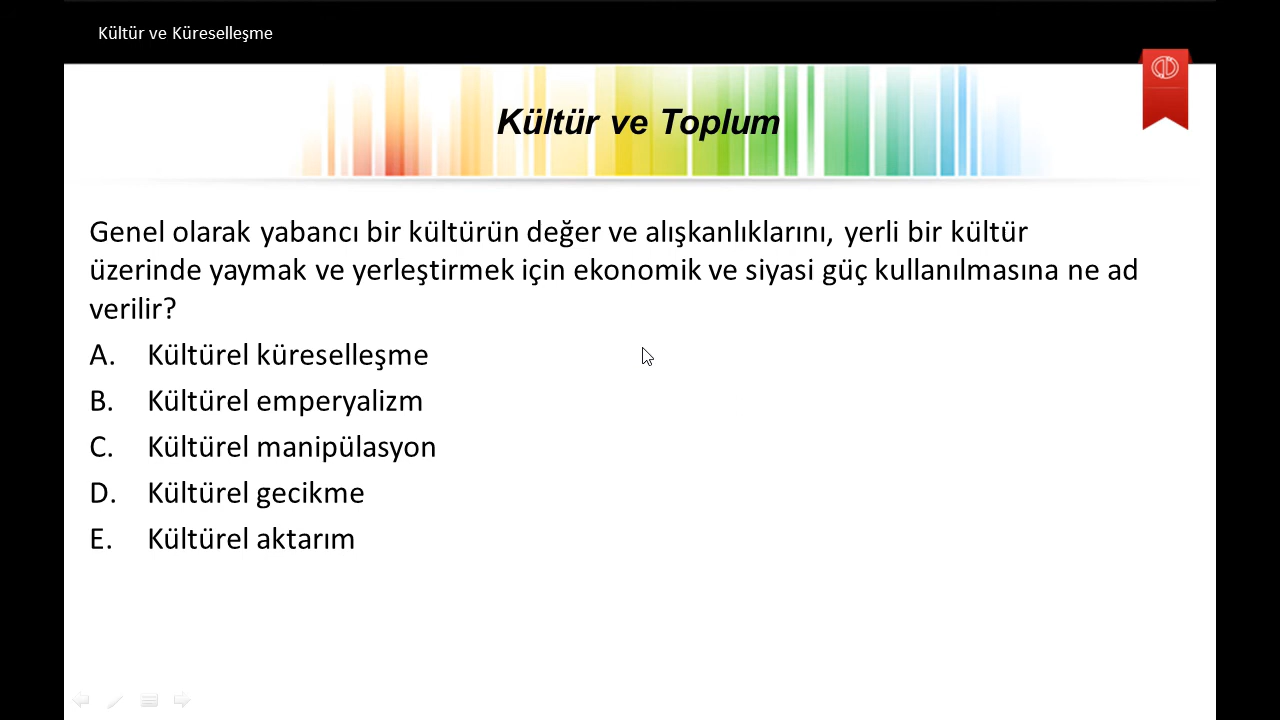 Kültür ve Küreselleşme
Kültür ve Toplum
Genel olarak yabancı bir kültürün değer ve alışkanlıklarını, yerli bir kültür
üzerinde yaymak ve yerleştirmek için ekonomik ve siyasi güç kullanılmasına ne ad
verilir?
A. Kültürel küreselleşme
B. Kültürel emperyalizm
C. Kültürel manipülasyon
D. Kültürel gecikme
E. Kültürel aktarım